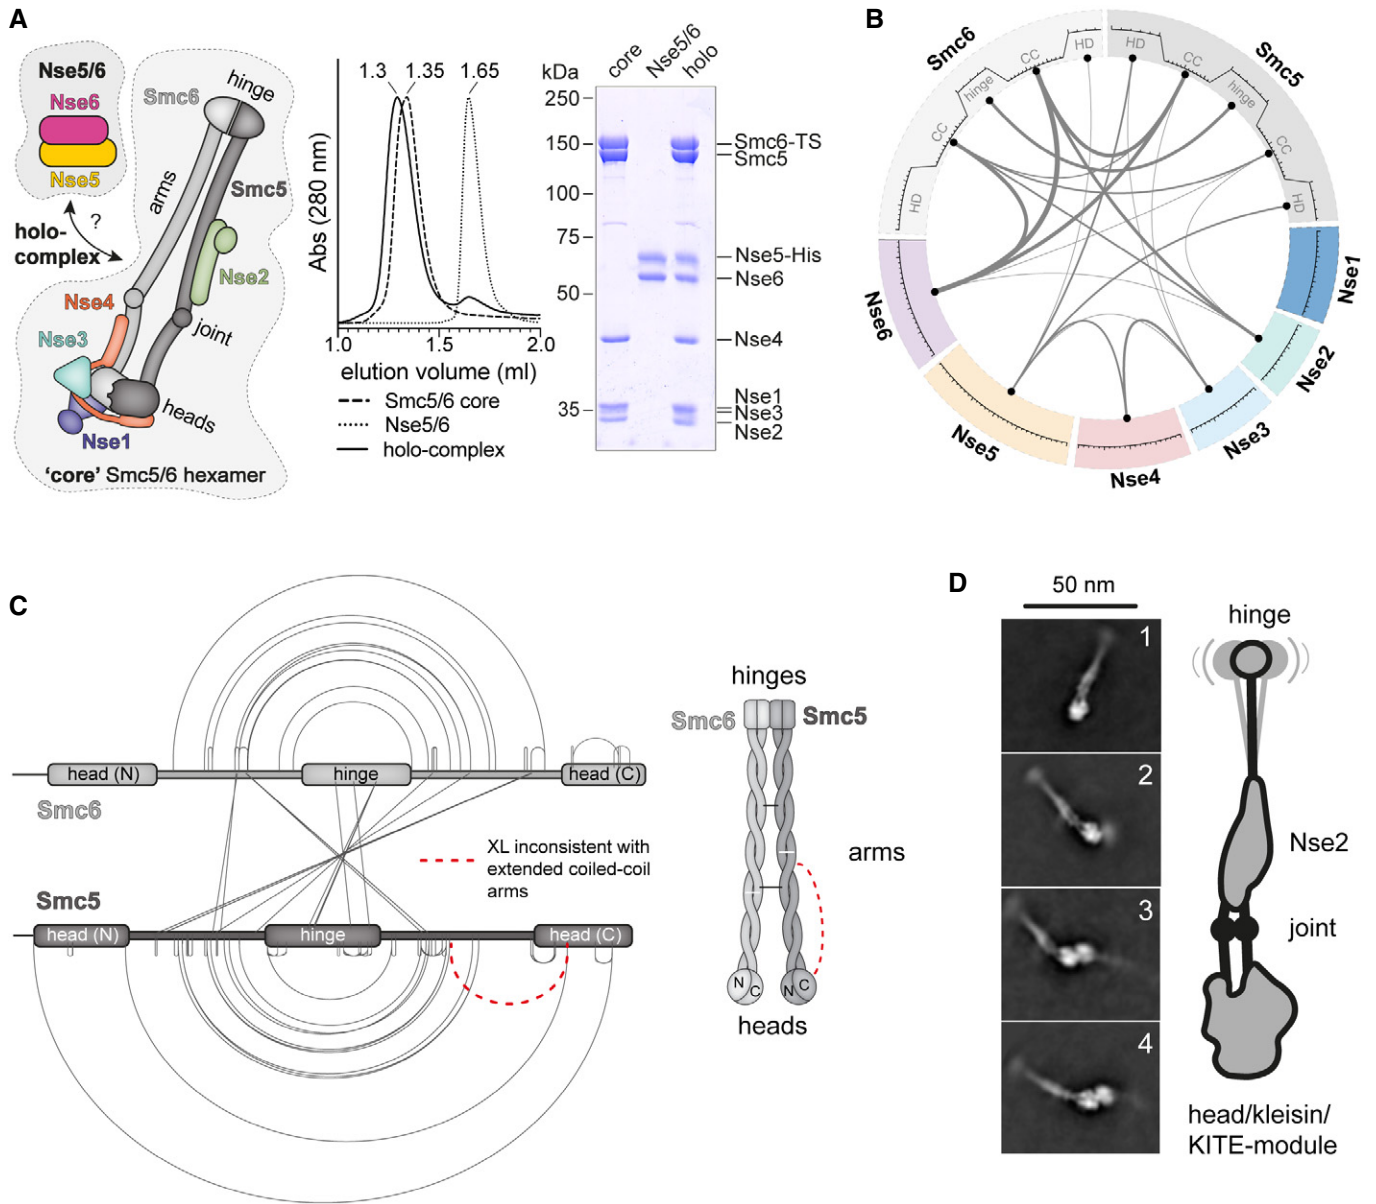 A
Nse5/6
Nse6
Nse5
?
holo-
complex
hinge
Smc6
arms
Smc5
Nse2
Nse4
Nse3
joint
heads
Nse1
'core' Smc5/6 hexamer
1.3
1.35
1.65
Abs (280 nm)
1.0
1.5
2.0
elution volume (ml)
Smc5/6 core
Nse5/6
holo-complex
kDa
core
Nse5/6
holo
250
150
100
75
50
35
Smc6-TS
Smc5
Nse5-His
Nse6
Nse4
Nse1
Nse3
Nse2
B
Smc6
Smc5
HD
CC
hinge
CC
HD
HD
CC
hinge
CC
HD
Nse1
Nse2
Nse3
Nse4
Nse5
Nse6
C
head (N)
hinge
head (C)
Smc6
XL inconsistent with
extended coiled-coil
arms
Smc5
head (N)
hinge
head (C)
hinges
Smc6
Smc5
arms
N
C
N
C
heads
D
50 nm
1
2
3
4
hinge
Nse2
joint
head/kleisin/
KITE-module